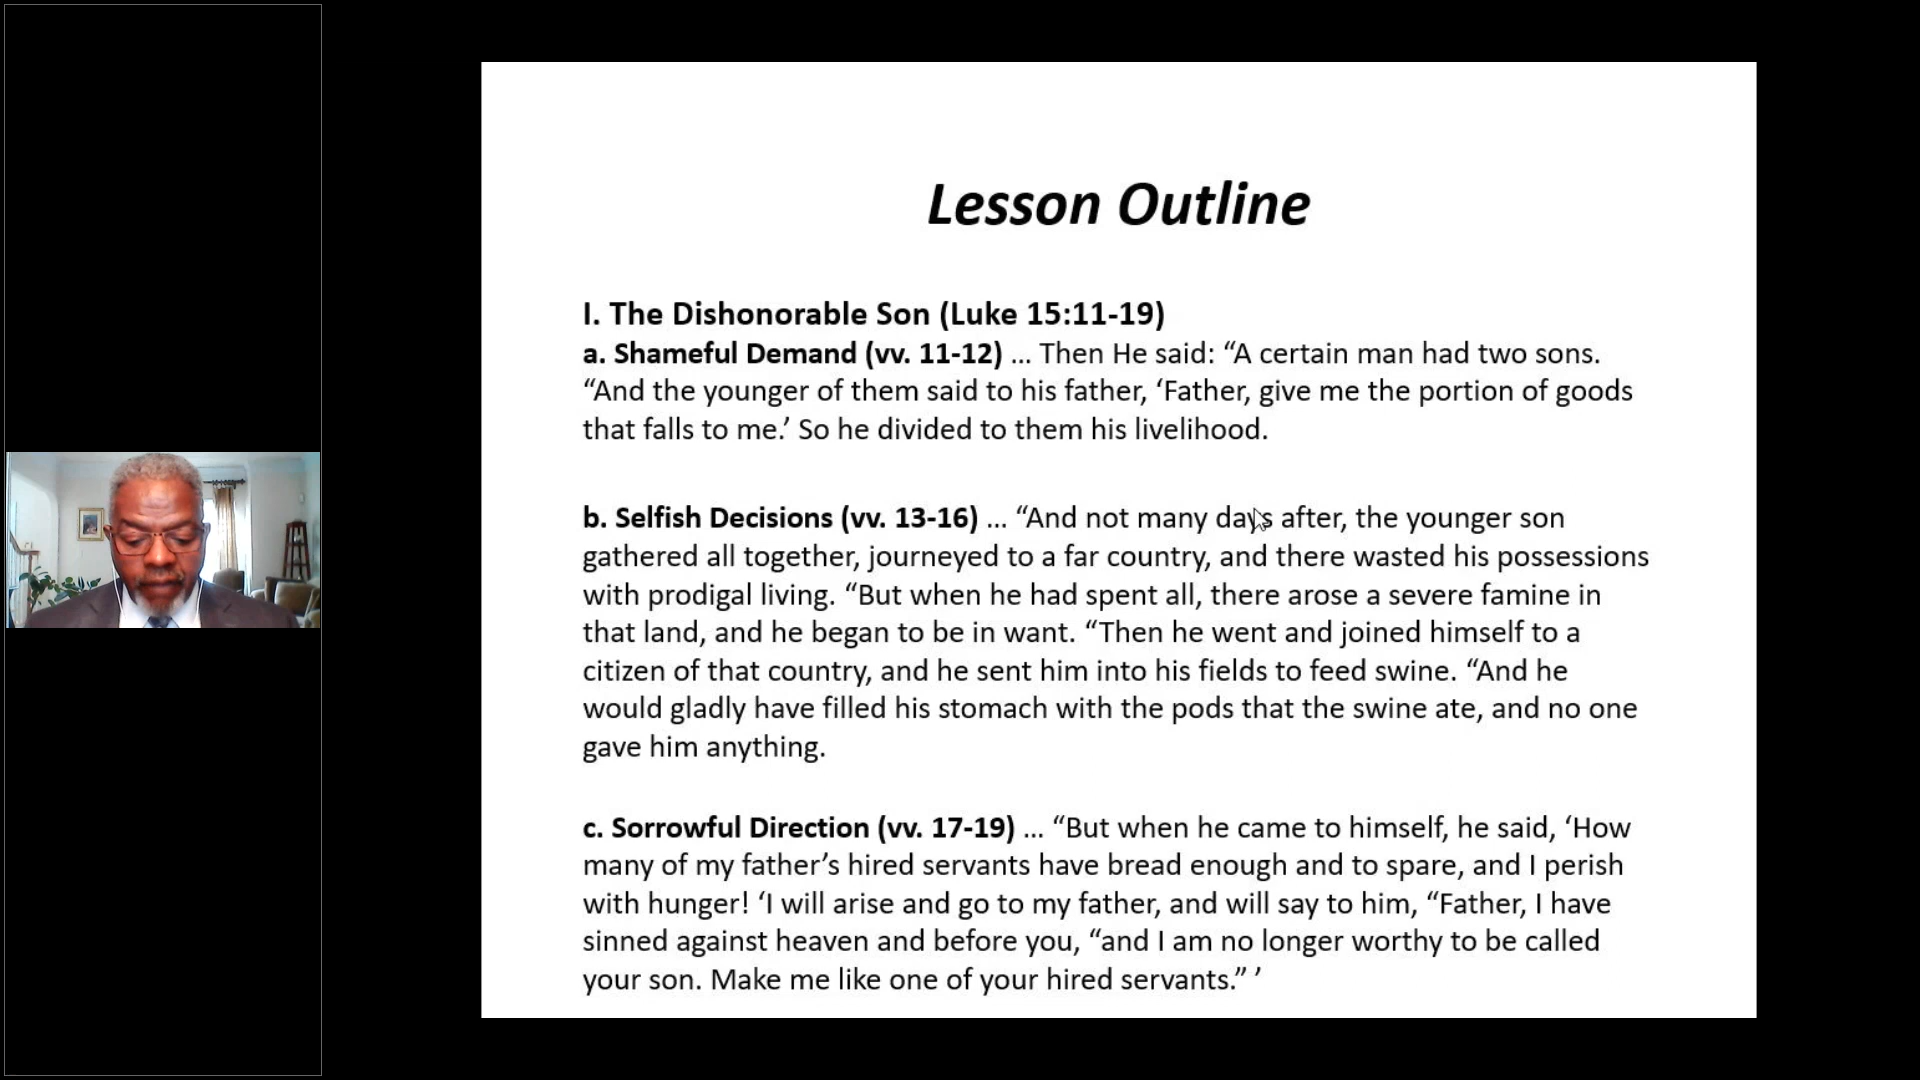 Lesson Outline
I. The Dishonorable Son (Luke 15:11-19)
a. Shameful Demand (vv. 11-12) ... Then He said: “A certain man had two sons.
“And the younger of them said to his father, ‘Father, give me the portion of goods
that falls to me.’ So he divided to them his livelihood.
b. Selfish Decisions (vv. 13-16) ... “And not many days after, the younger son
gathered all together, journeyed to a far country, and there wasted his possessions
with prodigal living. “But when he had spent all, there arose a severe famine in
that land, and he began to be in want. “Then he went and joined himself to a
citizen of that country, and he sent him into his fields to feed swine. “And he
would gladly have filled his stomach with the pods that the swine ate, and no one
gave him anything.
c. Sorrowful Direction (vv. 17-19) ... “But when he came to himself, he said, ‘How
many of my father’s hired servants have bread enough and to spare, and I perish
with hunger! ‘I will arise and go to my father, and will say to him, “Father, I have
sinned against heaven and before you, “and I am no longer worthy to be called
your son. Make me like one of your hired servants.” ’